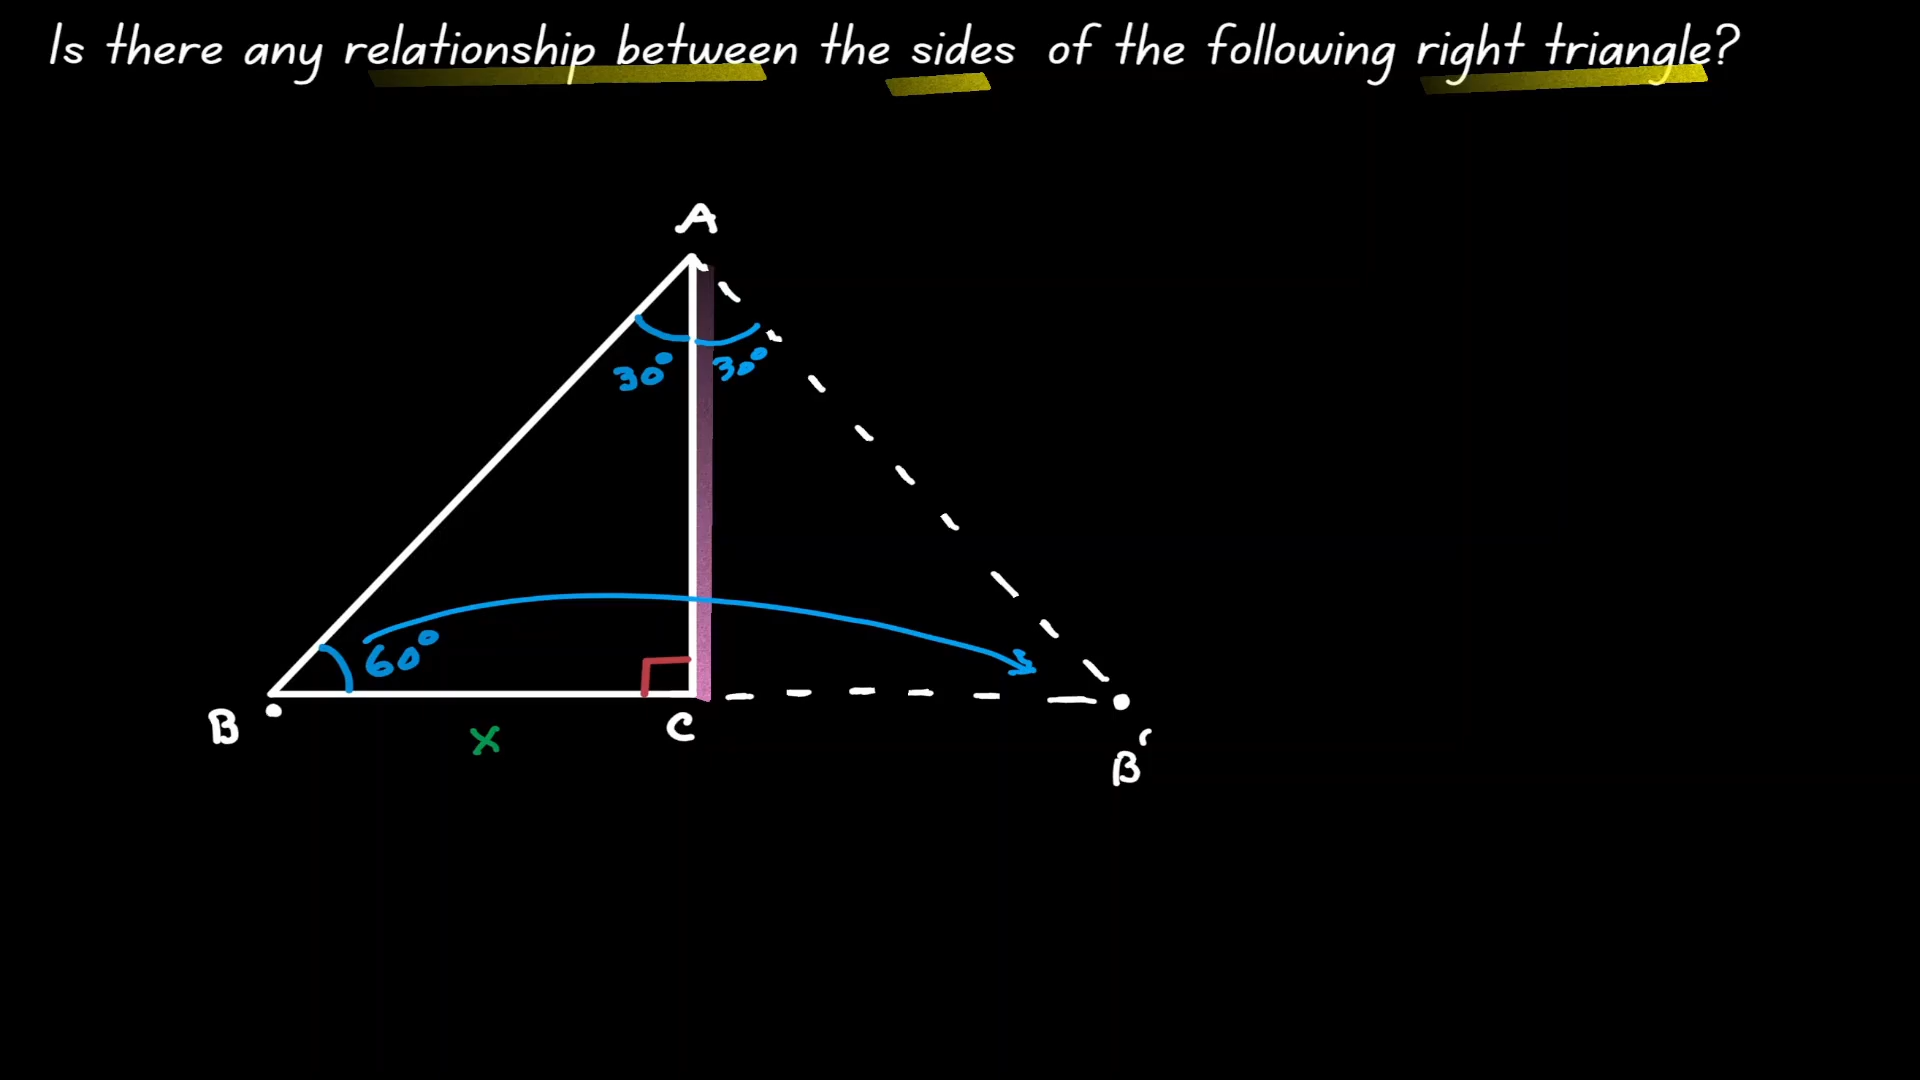 Is there any relationship between the sides of the following right triangle?
A
30° 30°
60°
B x C
B'